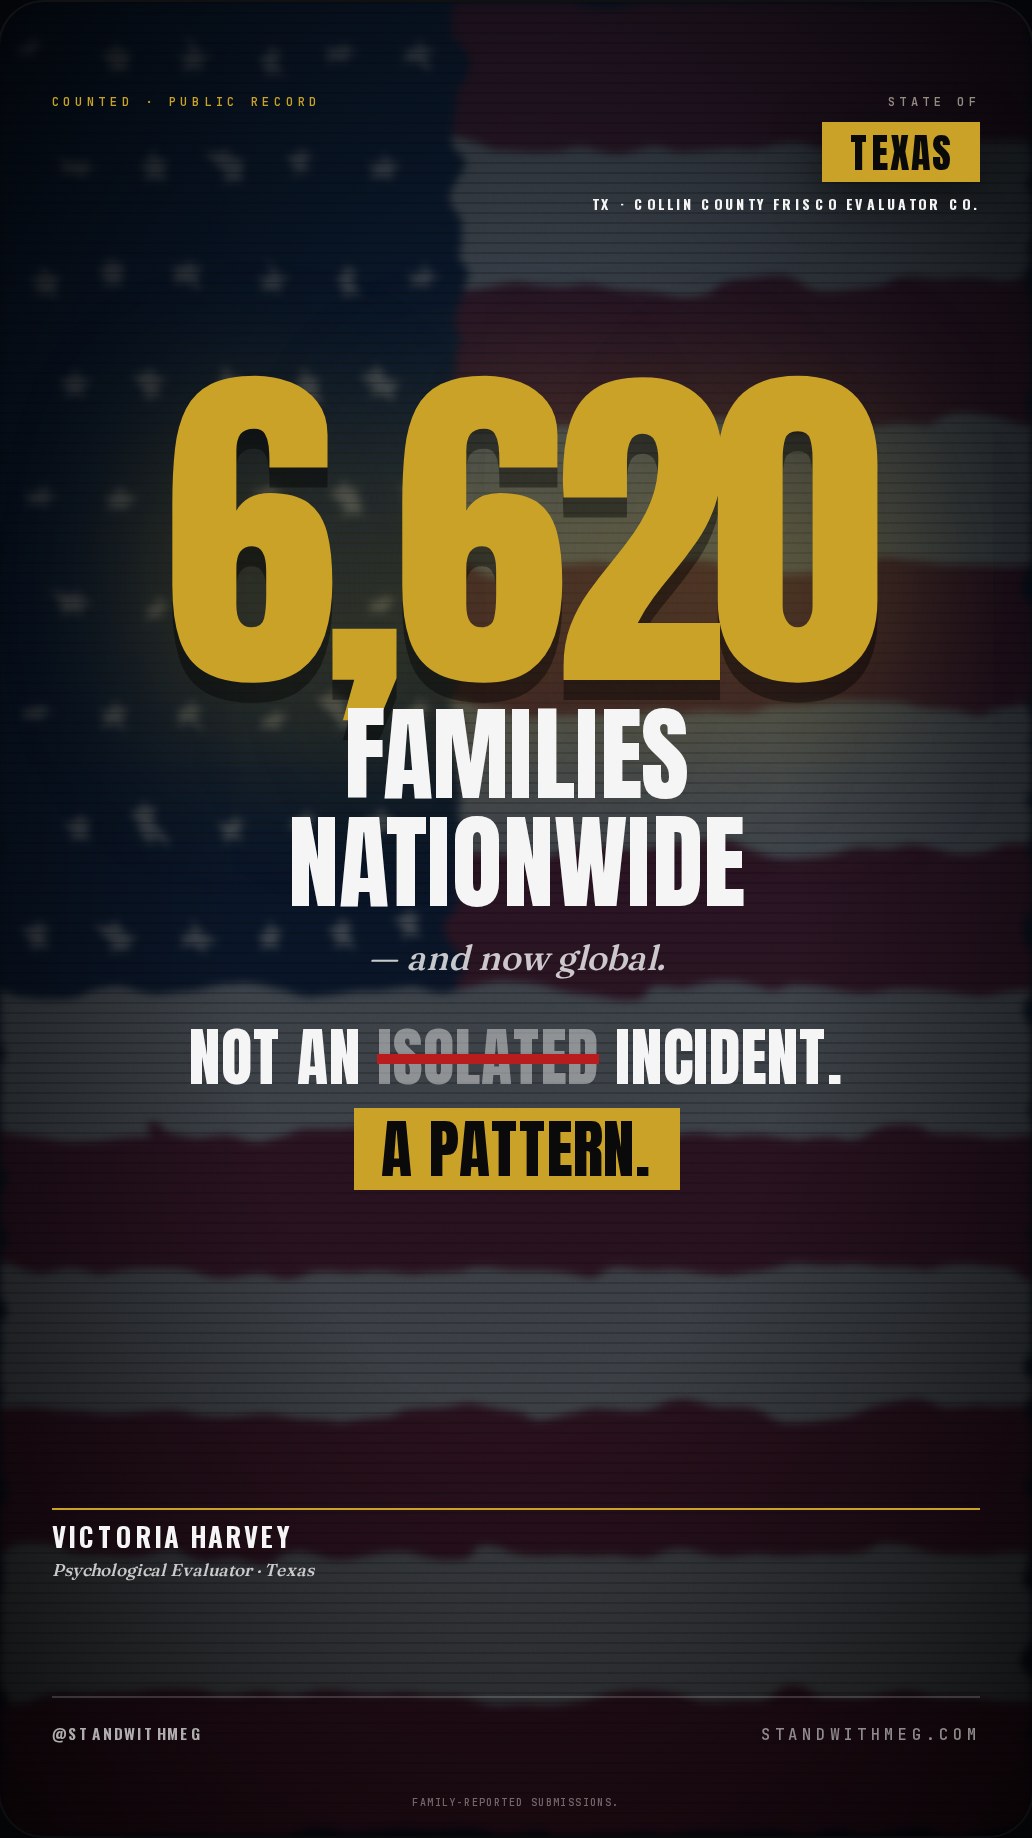 COUNTED · PUBLIC RECORD
STATE OF
TEXAS
TX · COLLIN COUNTY FRISCO EVALUATOR CO.
6,620
FAMILIES
NATIONWIDE
— and now global.
NOT AN ISOLATED INCIDENT.
A PATTERN.
VICTORIA HARVEY
Psychological Evaluator · Texas
@STANDWITHMEG
STANDWITHMEG.COM
FAMILY-REPORTED SUBMISSIONS.